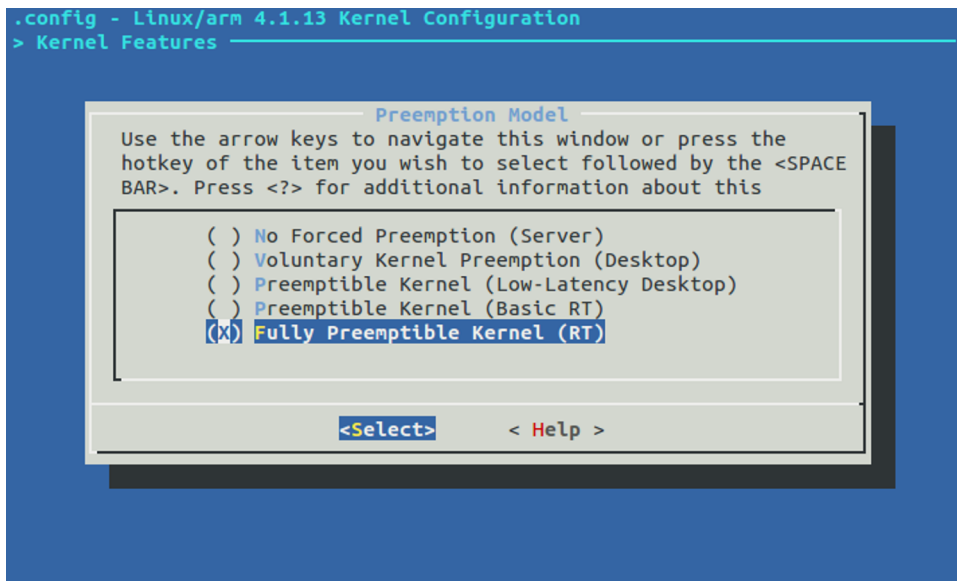 .config - Linux/arm 4.1.13 Kernel Configuration
> Kernel Features
Preemption Model
Use the arrow keys to navigate this window or press the
hotkey of the item you wish to select followed by the <SPACE
BAR>. Press <?> for additional information about this
( ) No Forced Preemption (Server)
( ) Voluntary Kernel Preemption (Desktop)
( ) Preemptible Kernel (Low-Latency Desktop)
( ) Preemptible Kernel (Basic RT)
(X) Fully Preemptible Kernel (RT)
<Select> < Help >